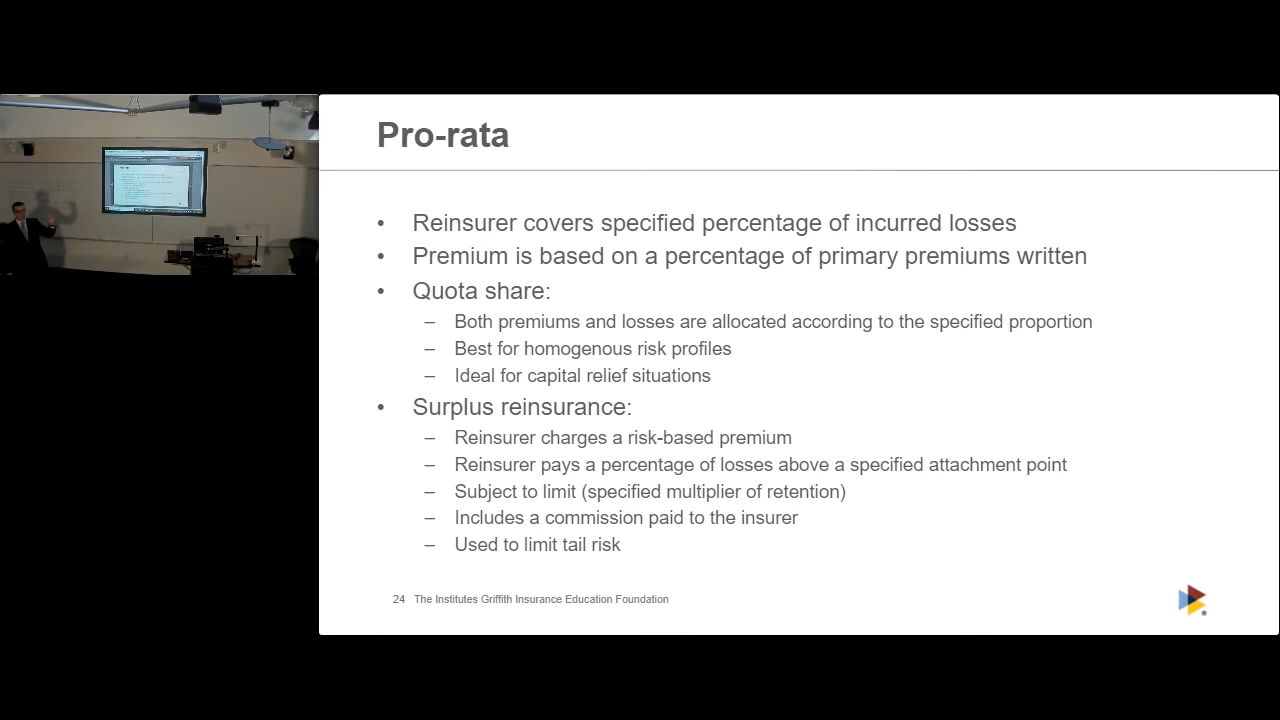 Pro-rata
• Reinsurer covers specified percentage of incurred losses
• Premium is based on a percentage of primary premiums written
• Quota share:
– Both premiums and losses are allocated according to the specified proportion
– Best for homogenous risk profiles
– Ideal for capital relief situations
• Surplus reinsurance:
– Reinsurer charges a risk-based premium
– Reinsurer pays a percentage of losses above a specified attachment point
– Subject to limit (specified multiplier of retention)
– Includes a commission paid to the insurer
– Used to limit tail risk
24 The Institutes Griffith Insurance Education Foundation